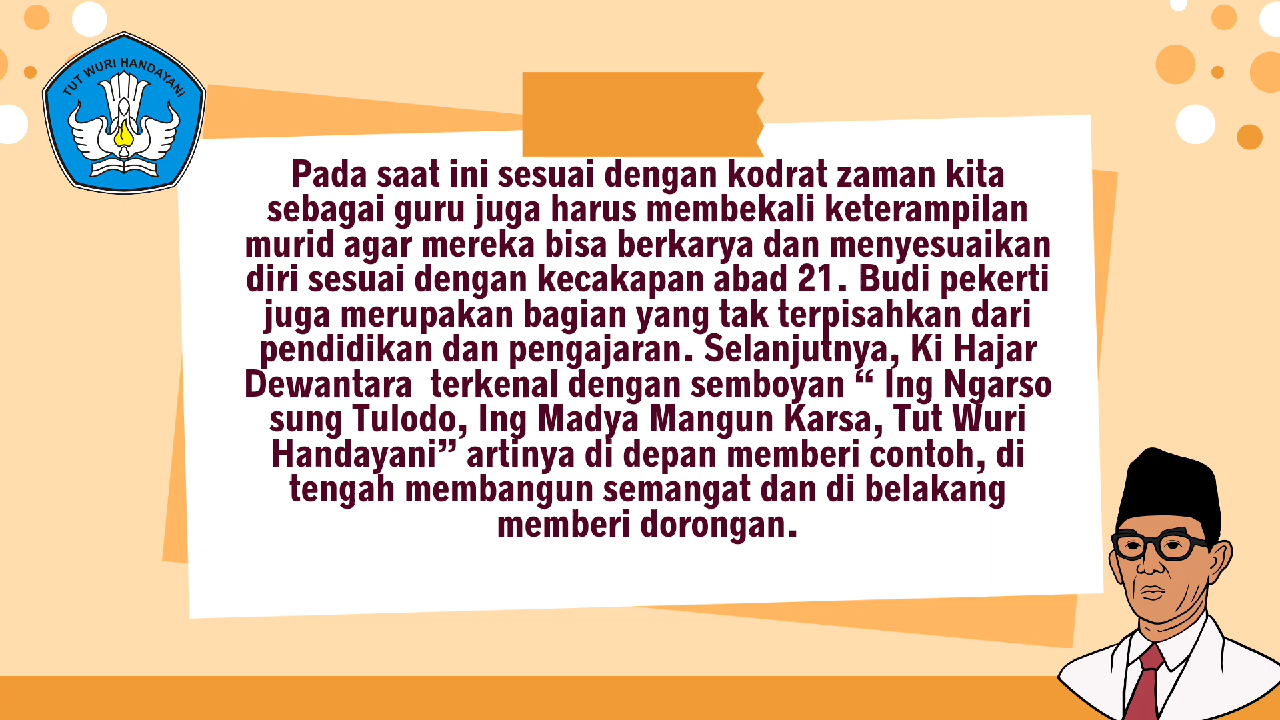 TUT WURI HANDAYANI
Pada saat ini sesuai dengan kodrat zaman kita
sebagai guru juga harus membekali keterampilan
murid agar mereka bisa berkarya dan menyesuaikan
diri sesuai dengan kecakapan abad 21. Budi pekerti
juga merupakan bagian yang tak terpisahkan dari
pendidikan dan pengajaran. Selanjutnya, Ki Hajar
Dewantara  terkenal dengan semboyan “ Ing Ngarso
sung Tulodo, Ing Madya Mangun Karsa, Tut Wuri
Handayani” artinya di depan memberi contoh, di
tengah membangun semangat dan di belakang
memberi dorongan.